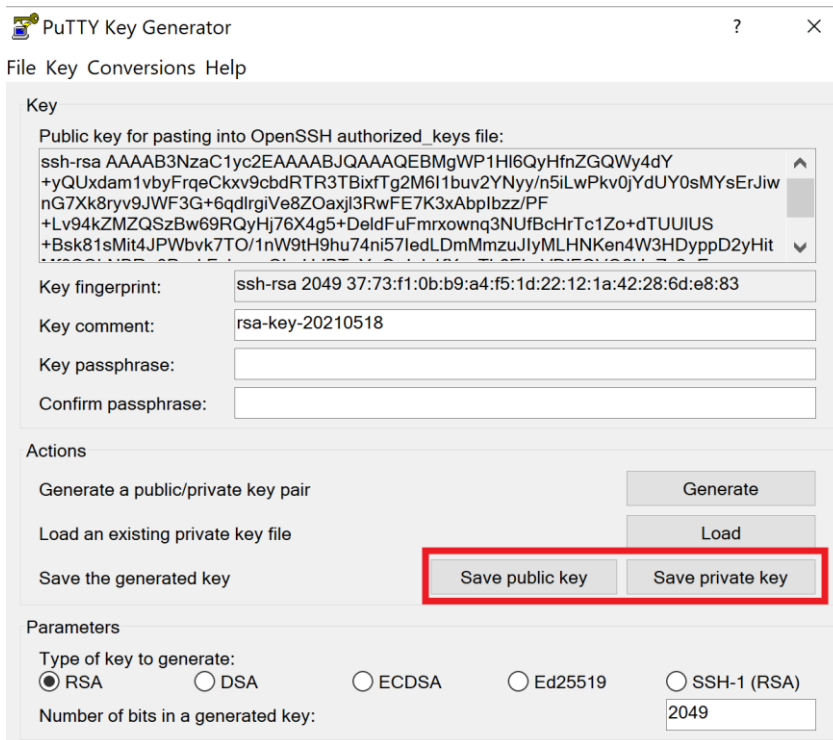 PuTTY Key Generator ? ×
File Key Conversions Help
Key
Public key for pasting into OpenSSH authorized_keys file:
ssh-rsa AAAAB3NzaC1yc2EAAAABJQAAAQEBMgWP1Hl6QyHfnZGQWy4dY
+yQUxdam1vbyFrqeCkxv9cbdRTR3TBixfTg2M6I1buv2YNyy/n5iLwPkv0jYdUY0sMYsErJiw
nG7Xk8ryv9JWF3G+6qdlrgiVe8ZOaxjl3RwFE7K3xAbpIbzz/PF
+Lv94kZMZQSzBw69RQyHj76X4g5+DeldFuFmrxownq3NUfBcHrTc1Zo+dTUUlUS
+Bsk81sMit4JPWbvk7TO/1nW9tH9hu74ni57IedLDmMmzuJIyMLHNKen4W3HDyppD2yHit
Key fingerprint: ssh-rsa 2049 37:73:f1:0b:b9:a4:f5:1d:22:12:1a:42:28:6d:e8:83
Key comment: rsa-key-20210518
Key passphrase:
Confirm passphrase:
Actions
Generate a public/private key pair Generate
Load an existing private key file Load
Save the generated key Save public key Save private key
Parameters
Type of key to generate:
RSA DSA ECDSA Ed25519 SSH-1 (RSA)
Number of bits in a generated key: 2049